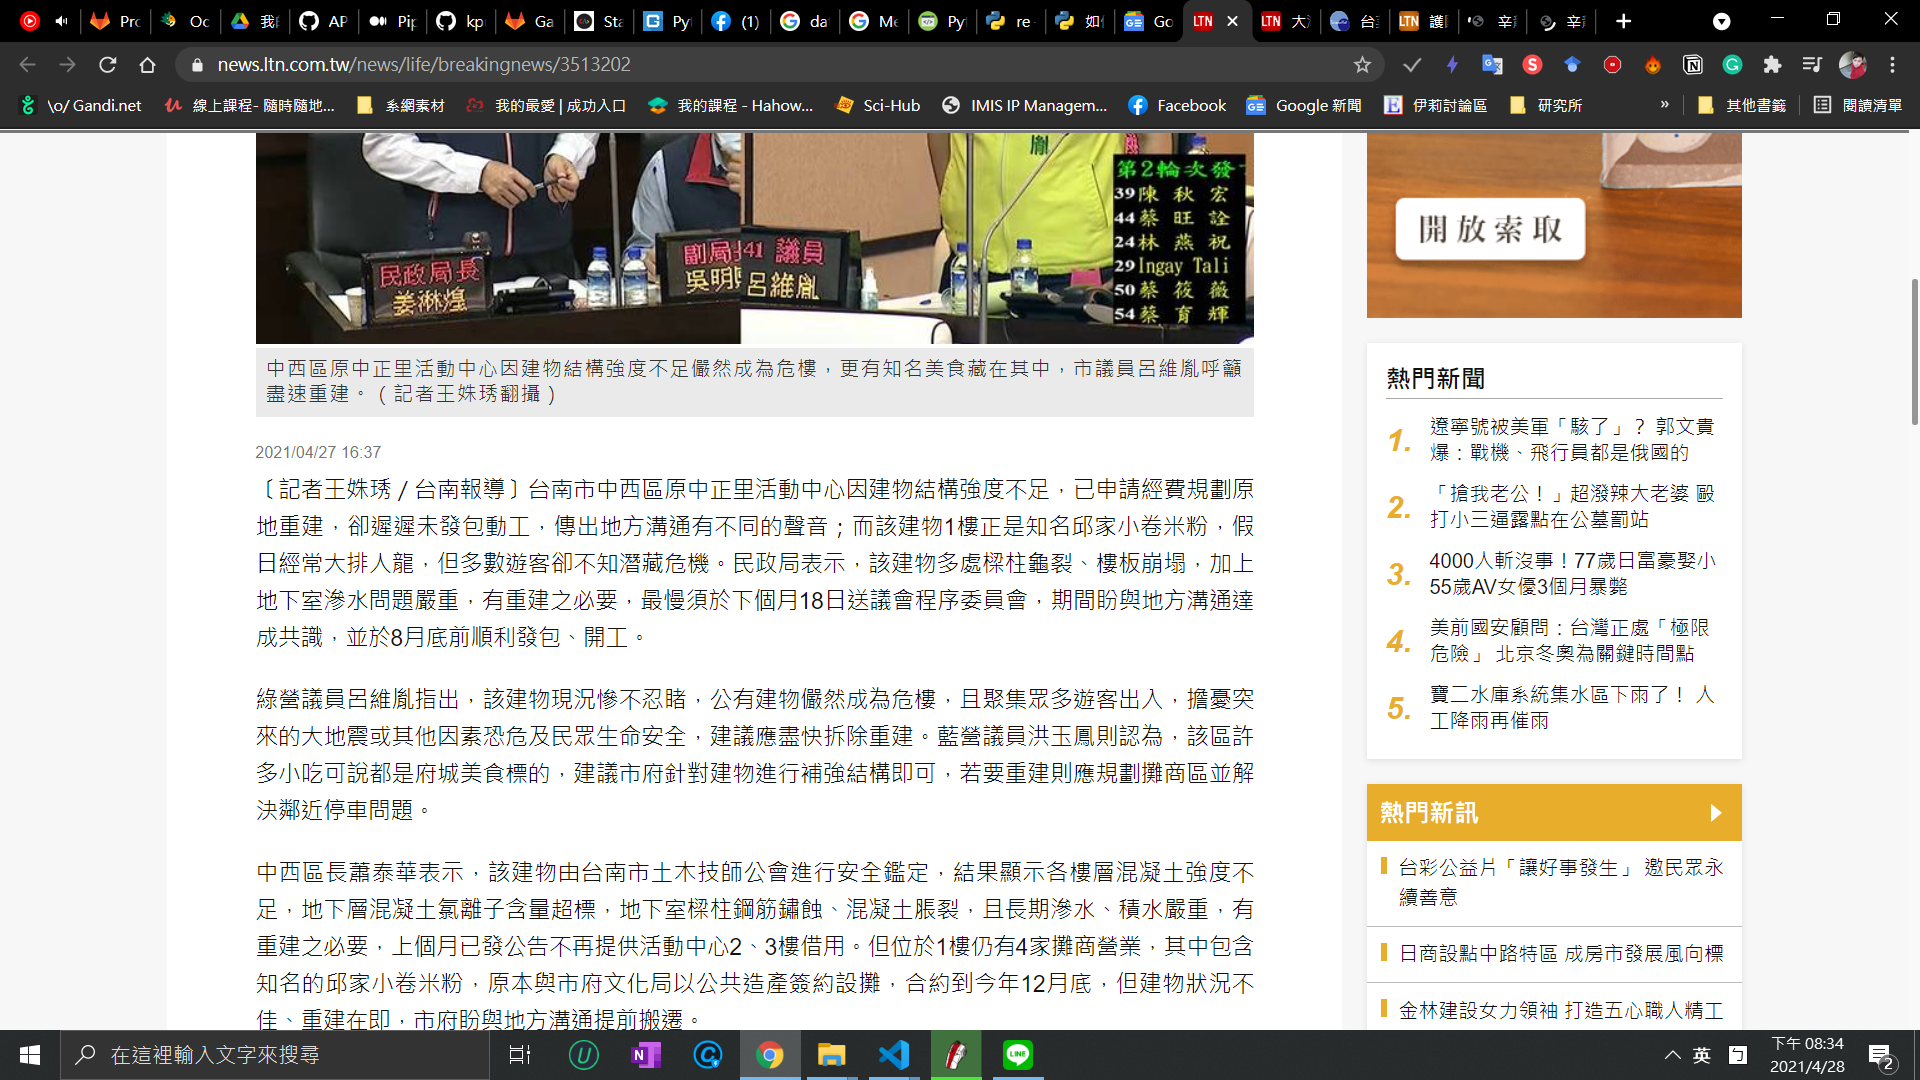 Pro
Oc
我的
AP
Pip
kp
Ga
Sta
Pyt
(1)
da
Me
Pyt
re
如何
Go
大
台
護
辛
辛
news.ltn.com.tw/news/life/breakingnews/3513202
\o/ Gandi.net
線上課程- 隨時隨地...
系網素材
我的最愛 | 成功入口
我的課程 - Hahow...
Sci-Hub
IMIS IP Managem...
Facebook
Google 新聞
伊莉討論區
研究所
»
其他書籤
閱讀清單
胤
第2輪次發
39陳 秋 宏
44蔡 旺 詮
24林 燕 祝
29Ingay Tali
50蔡 筱 薇
54蔡 育 輝
民政局長
姜淋煌
副局長
吳明
41 議員
呂維胤
中西區原中正里活動中心因建物結構強度不足儼然成為危樓，更有知名美食藏在其中，市議員呂維胤呼籲
盡速重建。（記者王姝琇翻攝）
2021/04/27 16:37
〔記者王姝琇／台南報導〕台南市中西區原中正里活動中心因建物結構強度不足，已申請經費規劃原
地重建，卻遲遲未發包動工，傳出地方溝通有不同的聲音；而該建物1樓正是知名邱家小卷米粉，假
日經常大排人龍，但多數遊客卻不知潛藏危機。民政局表示，該建物多處樑柱龜裂、樓板崩塌，加上
地下室滲水問題嚴重，有重建之必要，最慢須於下個月18日送議會程序委員會，期間盼與地方溝通達
成共識，並於8月底前順利發包、開工。
綠營議員呂維胤指出，該建物現況慘不忍睹，公有建物儼然成為危樓，且聚集眾多遊客出入，擔憂突
來的大地震或其他因素恐危及民眾生命安全，建議應盡快拆除重建。藍營議員洪玉鳳則認為，該區許
多小吃可說都是府城美食標的，建議市府針對建物進行補強結構即可，若要重建則應規劃攤商區並解
決鄰近停車問題。
中西區長蕭泰華表示，該建物由台南市土木技師公會進行安全鑑定，結果顯示各樓層混凝土強度不
足，地下層混凝土氯離子含量超標，地下室樑柱鋼筋鏽蝕、混凝土脹裂，且長期滲水、積水嚴重，有
重建之必要，上個月已發公告不再提供活動中心2、3樓借用。但位於1樓仍有4家攤商營業，其中包含
知名的邱家小卷米粉，原本與市府文化局以公共造產簽約設攤，合約到今年12月底，但建物狀況不
佳、重建在即，市府盼與地方溝通提前搬遷。
開放索取
熱門新聞
1. 遼寧號被美軍「駭了」？ 郭文貴
爆：戰機、飛行員都是俄國的
2. 「搶我老公！」超潑辣大老婆 毆
打小三逼露點在公墓罰站
3. 4000人斬沒事！77歲日富豪娶小
55歲AV女優3個月暴斃
4. 美前國安顧問：台灣正處「極限
危險」 北京冬奧為關鍵時間點
5. 寶二水庫系統集水區下雨了！ 人
工降雨再催雨
熱門新訊
台彩公益片「讓好事發生」 邀民眾永
續善意
日商設點中路特區 成房市發展風向標
金林建設女力領袖 打造五心職人精工
在這裡輸入文字來搜尋
英
下午 08:34
2021/4/28
2